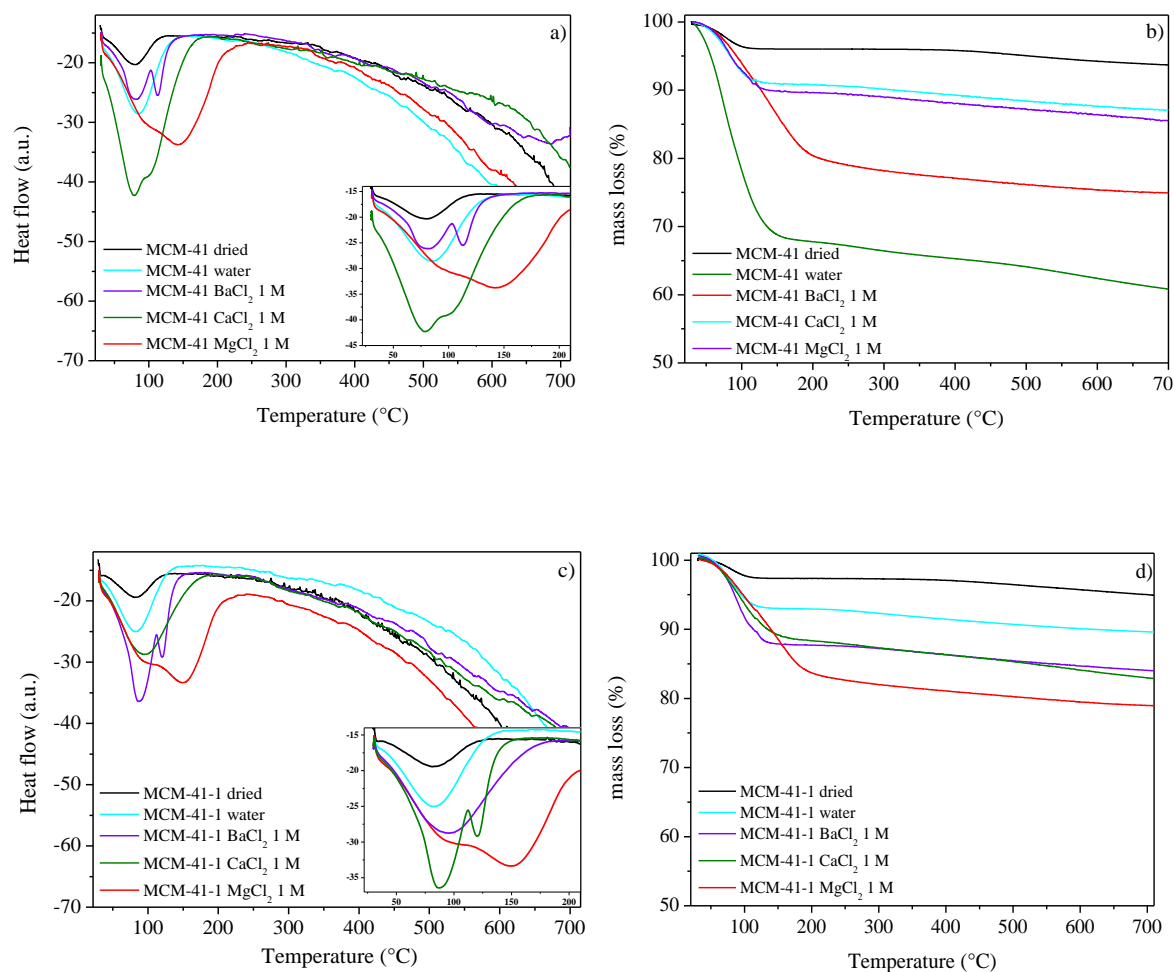 a)
-20
-30
-40
-50
-60
-70
100 200 300 400 500 600 700
Heat flow (a.u.)
Temperature (°C)
MCM-41 dried
MCM-41 water
MCM-41 BaCl2 1 M
MCM-41 CaCl2 1 M
MCM-41 MgCl2 1 M
-15
-20
-25
-30
-35
-40
-45
50 100 150 200
b)
100
90
80
70
60
50
100 200 300 400 500 600 70
mass loss (%)
Temperature (°C)
MCM-41 dried
MCM-41 water
MCM-41 BaCl2 1 M
MCM-41 CaCl2 1 M
MCM-41 MgCl2 1 M
c)
-20
-30
-40
-50
-60
-70
100 200 300 400 500 600 700
Heat flow (a.u.)
Temperature (°C)
MCM-41-1 dried
MCM-41-1 water
MCM-41-1 BaCl2 1 M
MCM-41-1 CaCl2 1 M
MCM-41-1 MgCl2 1 M
-15
-20
-25
-30
-35
50 100 150 200
d)
100
95
90
85
80
75
70
65
60
55
50
100 200 300 400 500 600 700
mass loss (%)
Temperature (°C)
MCM-41-1 dried
MCM-41-1 water
MCM-41-1 BaCl2 1 M
MCM-41-1 CaCl2 1 M
MCM-41-1 MgCl2 1 M